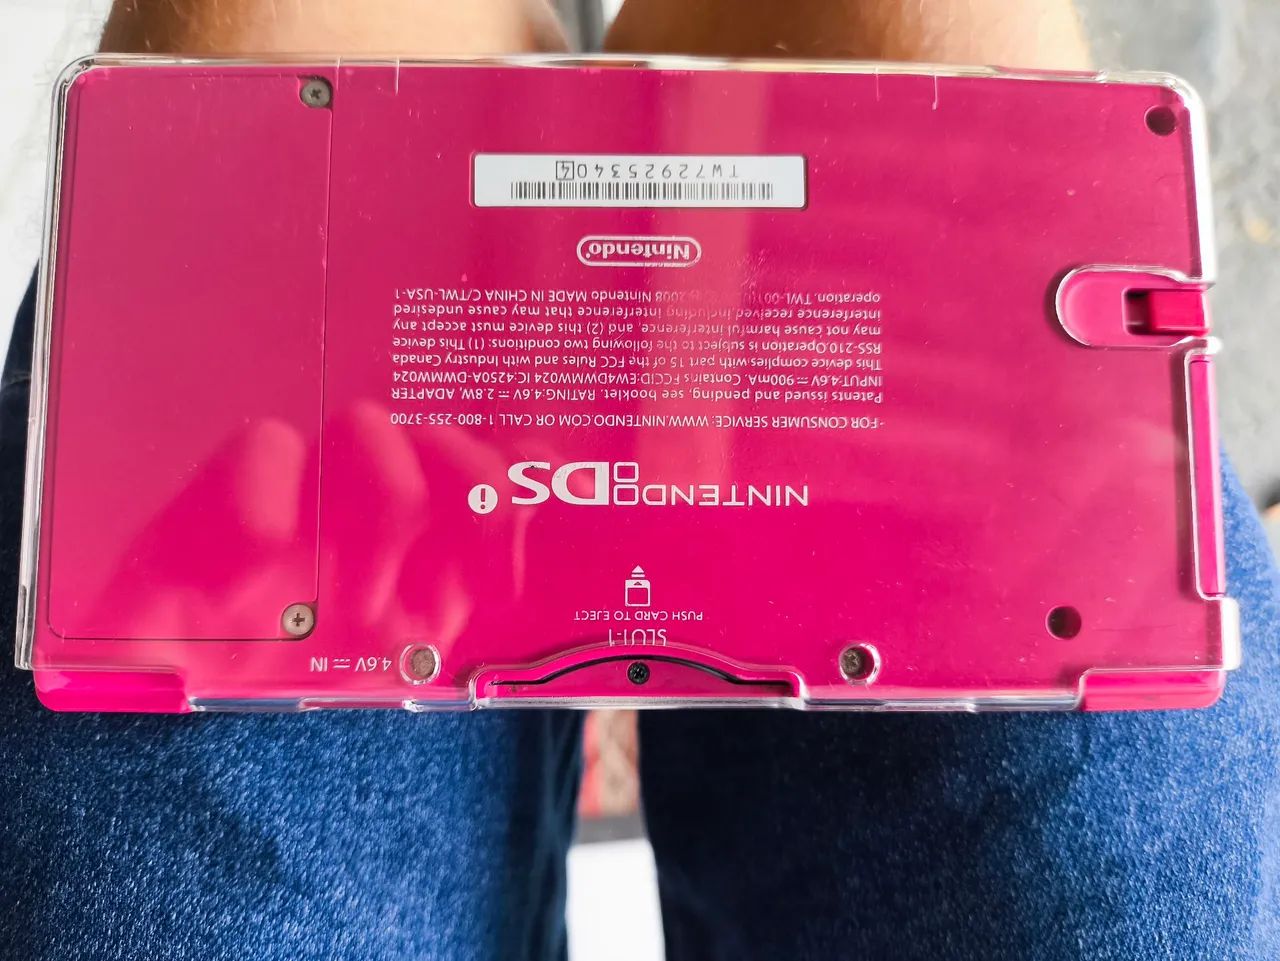 SLOT-1
4.6V ⎓ IN
PUSH CARD TO EJECT
NINTENDO DSi
·FOR CONSUMER SERVICE: WWW.NINTENDO.COM OR CALL 1-800-255-3700
Patents issued and pending, see booklet. RATING:4.6V ⎓ 2.8W, ADAPTER
INPUT:4.6V ⎓ 900mA. Contains FCCID:EW4DWMW024 IC:4250A-DWMW024
This device complies with part 15 of the FCC Rules and with Industry Canada
RSS-210.Operation is subject to the following two conditions: (1) This device
may not cause harmful interference, and (2) this device must accept any
interference received,including interference that may cause undesired
operation. 2008 Nintendo MADE IN CHINA C/TWL-USA-1
Nintendo
TW729253404